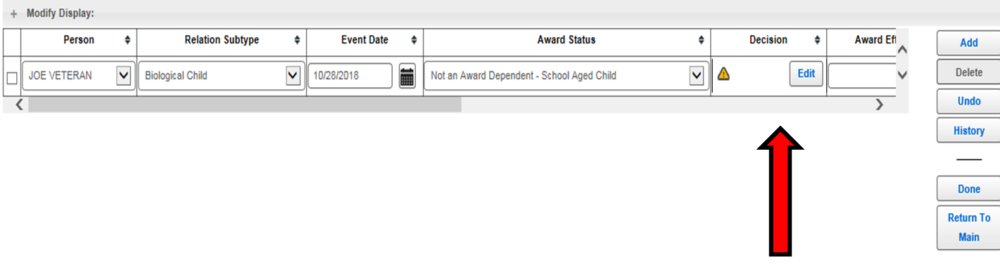 + Modify Display:
Person Relation Subtype Event Date Award Status Decision Award Eff
JOE VETERAN Biological Child 10/28/2018 Not an Award Dependent - School Aged Child Edit
Add
Delete
Undo
History
Done
Return To
Main